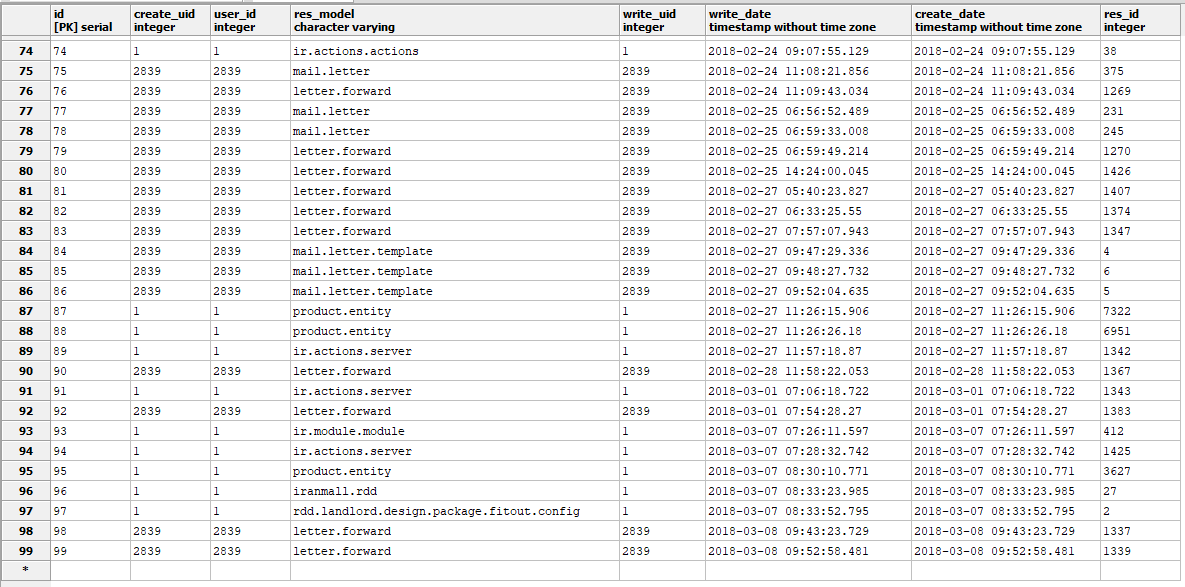 id create_uid user_id res_model write_uid write_date create_date res_id
[PK] serial integer integer character varying integer timestamp without time zone timestamp without time zone integer
74 74 1 1 ir.actions.actions 1 2018-02-24 09:07:55.129 2018-02-24 09:07:55.129 38
75 75 2839 2839 mail.letter 2839 2018-02-24 11:08:21.856 2018-02-24 11:08:21.856 375
76 76 2839 2839 letter.forward 2839 2018-02-24 11:09:43.034 2018-02-24 11:09:43.034 1269
77 77 2839 2839 mail.letter 2839 2018-02-25 06:56:52.489 2018-02-25 06:56:52.489 231
78 78 2839 2839 mail.letter 2839 2018-02-25 06:59:33.008 2018-02-25 06:59:33.008 245
79 79 2839 2839 letter.forward 2839 2018-02-25 06:59:49.214 2018-02-25 06:59:49.214 1270
80 80 2839 2839 letter.forward 2839 2018-02-25 14:24:00.045 2018-02-25 14:24:00.045 1426
81 81 2839 2839 letter.forward 2839 2018-02-27 05:40:23.827 2018-02-27 05:40:23.827 1407
82 82 2839 2839 letter.forward 2839 2018-02-27 06:33:25.55 2018-02-27 06:33:25.55 1374
83 83 2839 2839 letter.forward 2839 2018-02-27 07:57:07.943 2018-02-27 07:57:07.943 1347
84 84 2839 2839 mail.letter.template 2839 2018-02-27 09:47:29.336 2018-02-27 09:47:29.336 4
85 85 2839 2839 mail.letter.template 2839 2018-02-27 09:48:27.732 2018-02-27 09:48:27.732 6
86 86 2839 2839 mail.letter.template 2839 2018-02-27 09:52:04.635 2018-02-27 09:52:04.635 5
87 87 1 1 product.entity 1 2018-02-27 11:26:15.906 2018-02-27 11:26:15.906 7322
88 88 1 1 product.entity 1 2018-02-27 11:26:26.18 2018-02-27 11:26:26.18 6951
89 89 1 1 ir.actions.server 1 2018-02-27 11:57:18.87 2018-02-27 11:57:18.87 1342
90 90 2839 2839 letter.forward 2839 2018-02-28 11:58:22.053 2018-02-28 11:58:22.053 1367
91 91 1 1 ir.actions.server 1 2018-03-01 07:06:18.722 2018-03-01 07:06:18.722 1343
92 92 2839 2839 letter.forward 2839 2018-03-01 07:54:28.27 2018-03-01 07:54:28.27 1383
93 93 1 1 ir.module.module 1 2018-03-07 07:26:11.597 2018-03-07 07:26:11.597 412
94 94 1 1 ir.actions.server 1 2018-03-07 07:28:32.742 2018-03-07 07:28:32.742 1425
95 95 1 1 product.entity 1 2018-03-07 08:30:10.771 2018-03-07 08:30:10.771 3627
96 96 1 1 iranmall.rdd 1 2018-03-07 08:33:23.985 2018-03-07 08:33:23.985 27
97 97 1 1 rdd.landlord.design.package.fitout.config 1 2018-03-07 08:33:52.795 2018-03-07 08:33:52.795 2
98 98 2839 2839 letter.forward 2839 2018-03-08 09:43:23.729 2018-03-08 09:43:23.729 1337
99 99 2839 2839 letter.forward 2839 2018-03-08 09:52:58.481 2018-03-08 09:52:58.481 1339
*